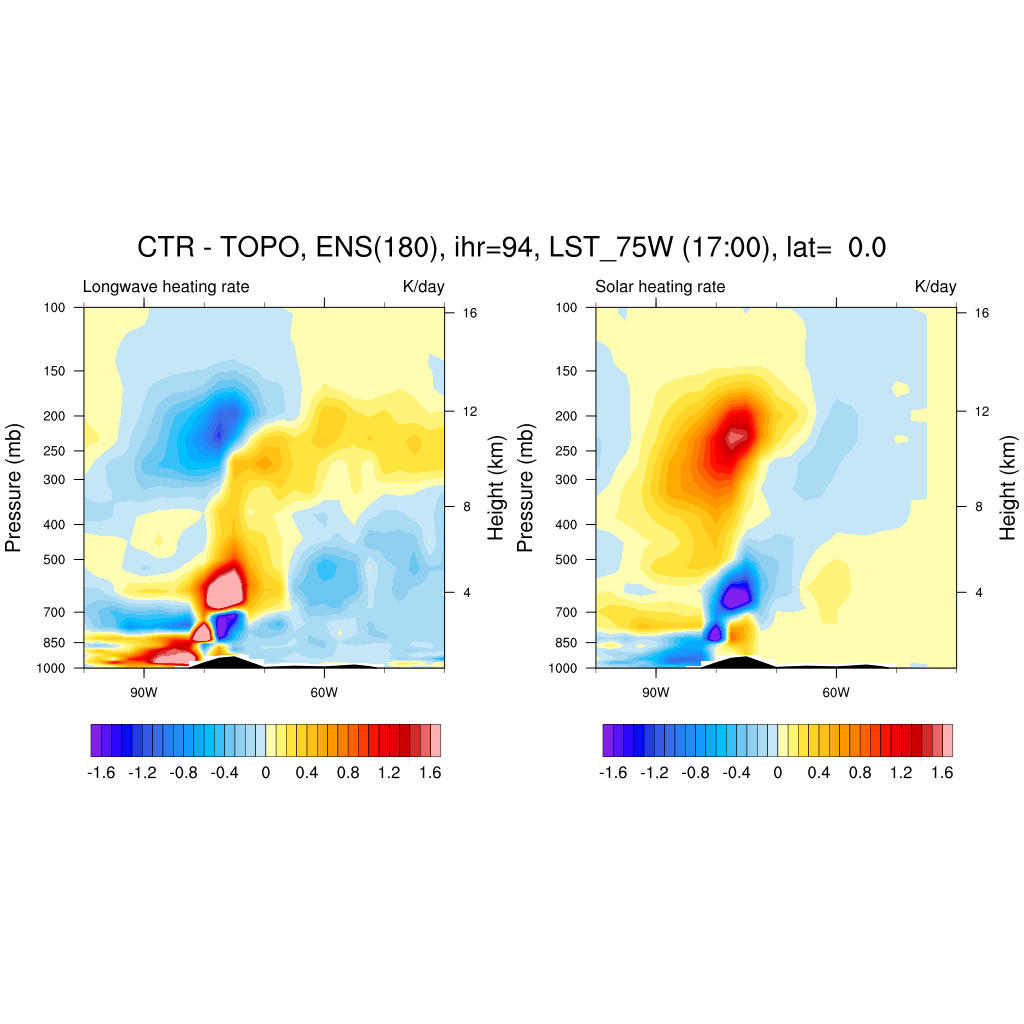 CTR - TOPO, ENS(180), ihr=94, LST_75W (17:00), lat=  0.0
Longwave heating rate K/day
Solar heating rate K/day
Pressure (mb)
100
150
200
250
300
400
500
700
850
1000
16
12
8
4
Height (km)
90W 60W
Pressure (mb)
100
150
200
250
300
400
500
700
850
1000
16
12
8
4
Height (km)
90W 60W
-1.6 -1.2 -0.8 -0.4 0 0.4 0.8 1.2 1.6
-1.6 -1.2 -0.8 -0.4 0 0.4 0.8 1.2 1.6